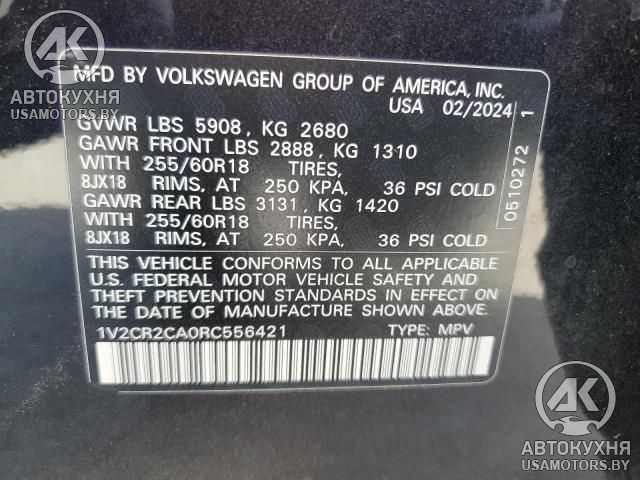 MFD BY VOLKSWAGEN GROUP OF AMERICA, INC.
USA 02/2024
GVWR LBS 5908, KG 2680
GAWR FRONT LBS 2888, KG 1310
WITH 255/60R18 TIRES,
8JX18 RIMS, AT 250 KPA, 36 PSI COLD
GAWR REAR LBS 3131, KG 1420
WITH 255/60R18 TIRES,
8JX18 RIMS, AT 250 KPA, 36 PSI COLD
THIS VEHICLE CONFORMS TO ALL APPLICABLE
U.S. FEDERAL MOTOR VEHICLE SAFETY AND
THEFT PREVENTION STANDARDS IN EFFECT ON THE
DATE OF MANUFACTURE SHOWN ABOVE.
1V2CR2CA0RC556421 TYPE: MPV
0510272 1
АК
АВТОКУХНЯ
USAMOTORS.BY
АК
АВТОКУХНЯ
USAMOTORS.BY